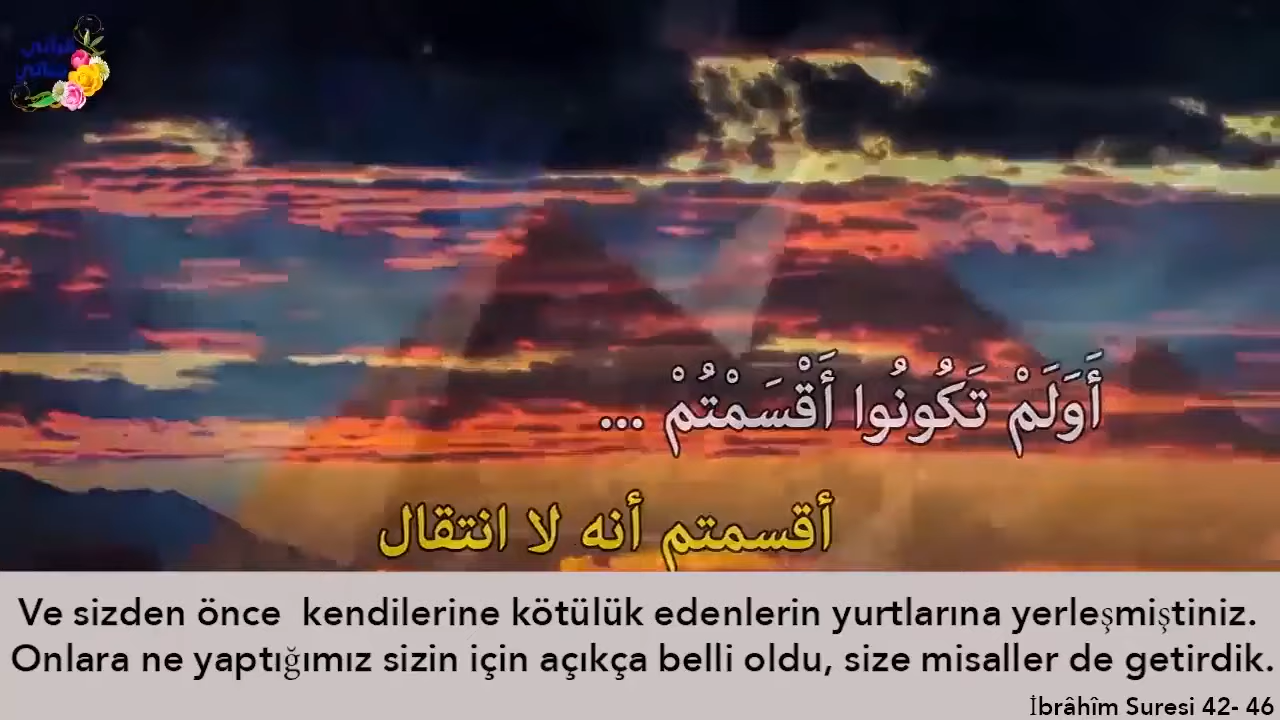 أَوَلَمْ تَكُونُوا أَقْسَمْتُمْ ...
أقسمتم أنه لا انتقال
Ve sizden önce kendilerine kötülük edenlerin yurtlarına yerleşmiştiniz.
Onlara ne yaptığımız sizin için açıkça belli oldu, size misaller de getirdik.
İbrâhîm Suresi 42- 46